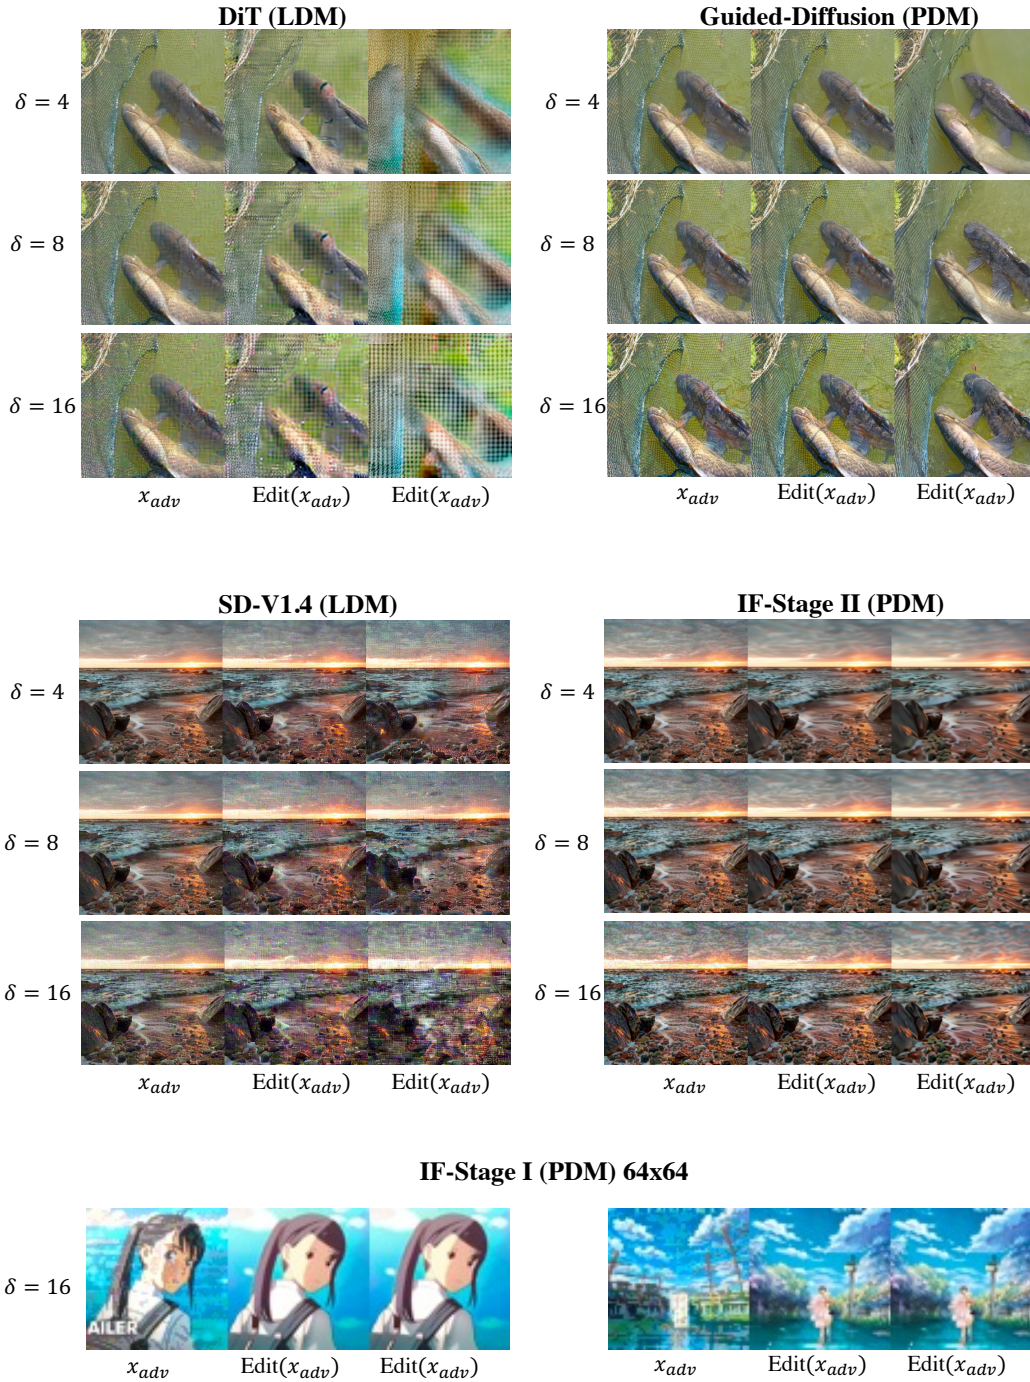 DiT (LDM)
Guided-Diffusion (PDM)
δ = 4
δ = 4
δ = 8
δ = 8
δ = 16
δ = 16
x_adv Edit(x_adv) Edit(x_adv)
x_adv Edit(x_adv) Edit(x_adv)
SD-V1.4 (LDM)
IF-Stage II (PDM)
δ = 4
δ = 4
δ = 8
δ = 8
δ = 16
δ = 16
x_adv Edit(x_adv) Edit(x_adv)
x_adv Edit(x_adv) Edit(x_adv)
IF-Stage I (PDM) 64x64
δ = 16
AILER
x_adv Edit(x_adv) Edit(x_adv)
x_adv Edit(x_adv) Edit(x_adv)